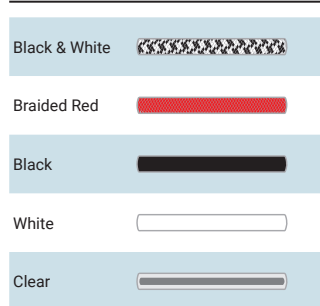 Black & White
Braided Red
Black
White
Clear